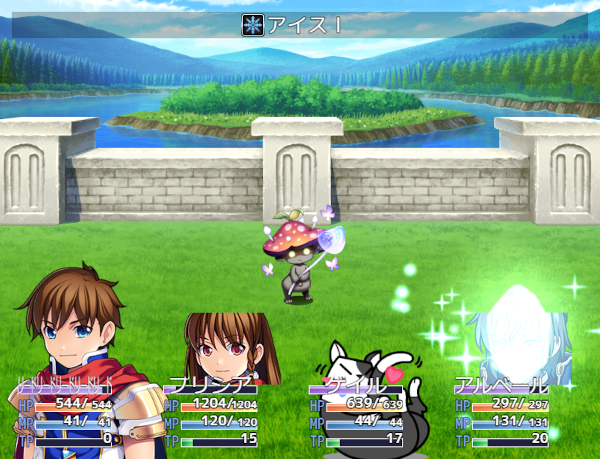 アイスⅠ
プリシア ゲイル アルベール
HP 544/544 HP 1204/1204 HP 639/639 HP 297/297
MP 41/41 MP 120/120 MP 44/44 MP 131/131
TP 0 TP 15 TP 17 TP 20